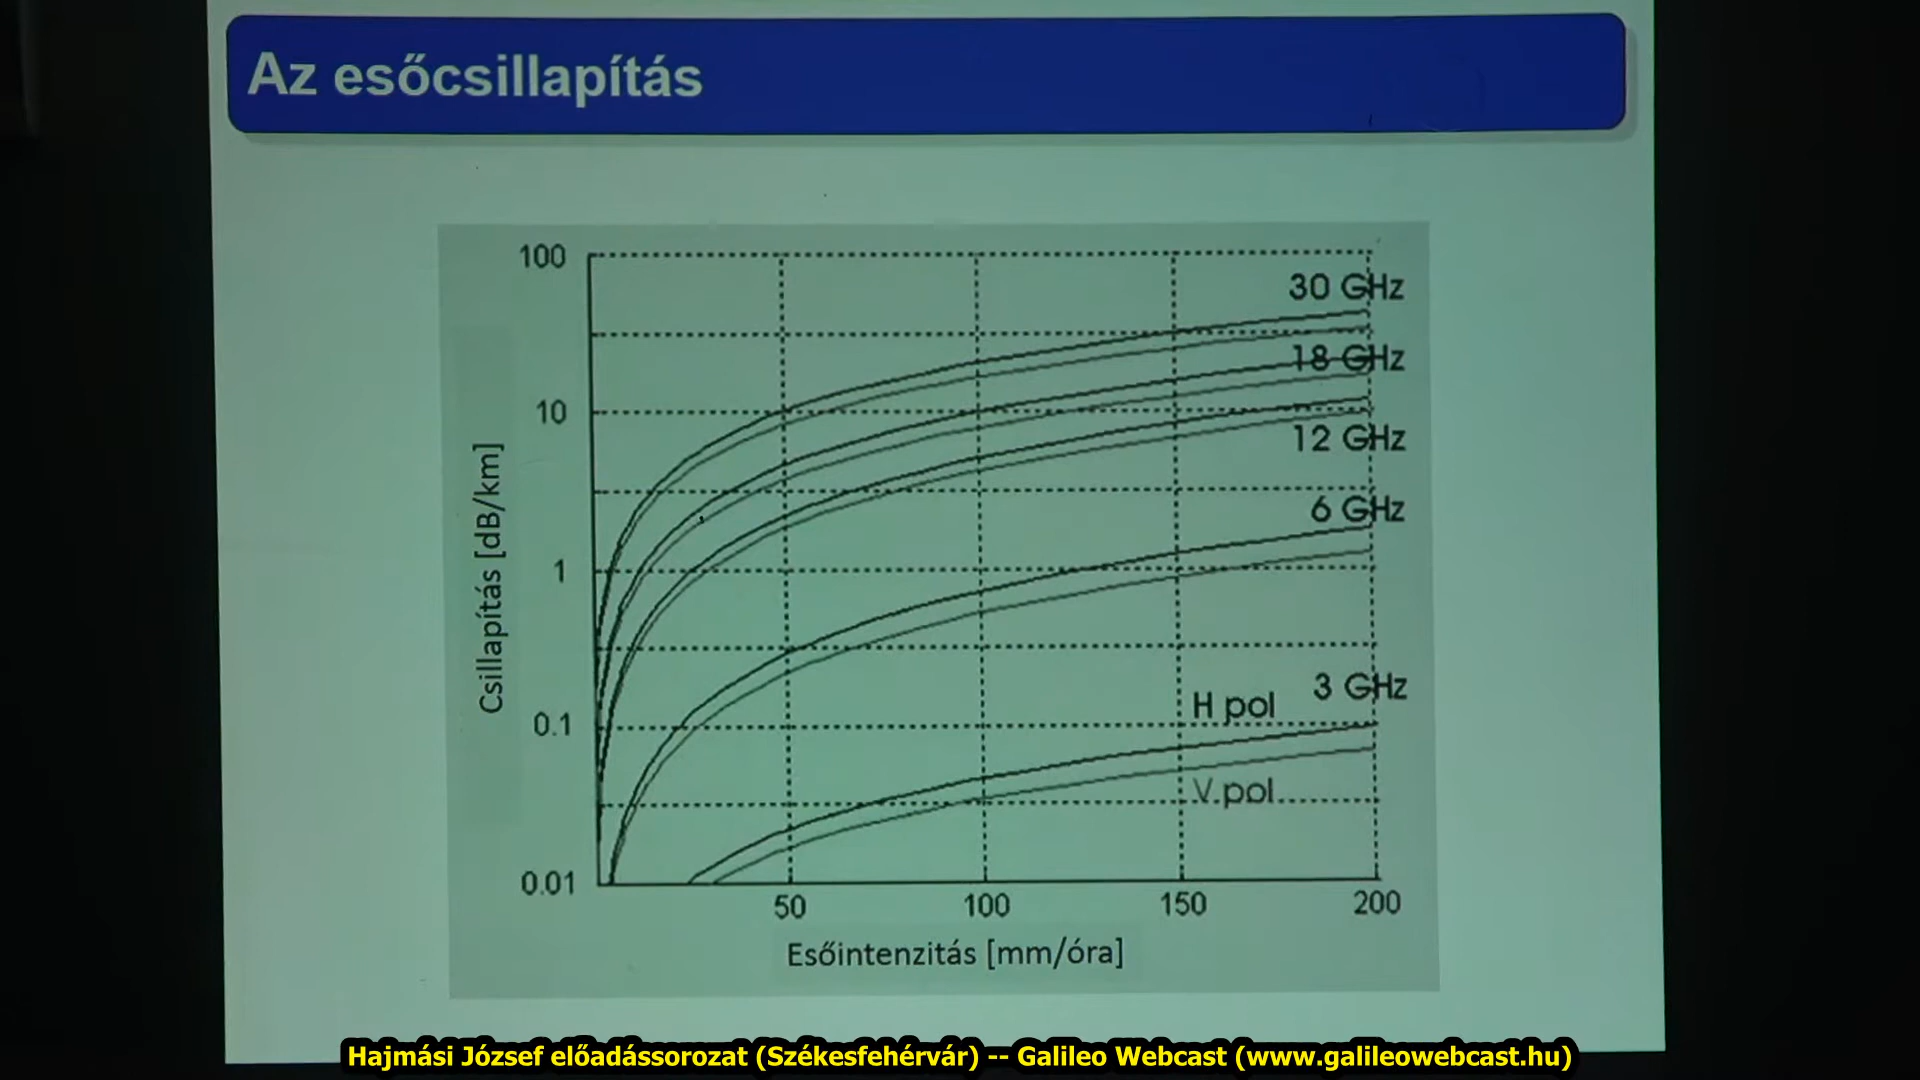 Az esőcsillapítás
100
30 GHz
18 GHz
10
12 GHz
Csillapítás [dB/km]
6 GHz
1
3 GHz
H pol
0.1
V pol
0.01
50
100
150
200
Esőintenzitás [mm/óra]
Hajmási József előadássorozat (Székesfehérvár) -- Galileo Webcast (www.galileowebcast.hu)